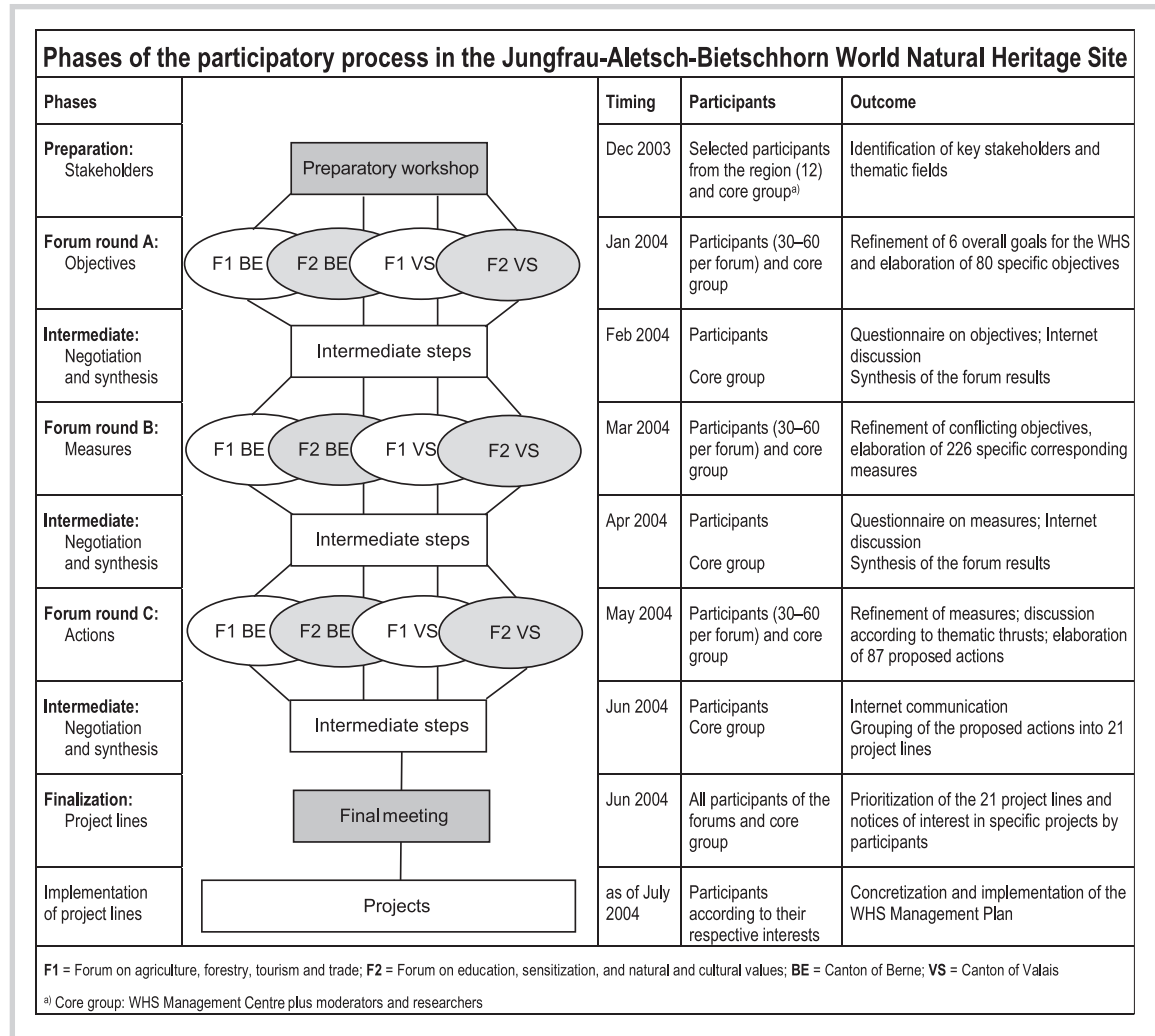 Phases of the participatory process in the Jungfrau-Aletsch-Bietschhorn World Natural Heritage Site
Phases
Timing
Participants
Outcome
Preparation:
Stakeholders
Preparatory workshop
Dec 2003
Selected participants
from the region (12)
and core group a)
Identification of key stakeholders and
thematic fields
Forum round A:
Objectives
F1 BE
F2 BE
F1 VS
F2 VS
Jan 2004
Participants (30–60
per forum) and core
group
Refinement of 6 overall goals for the WHS
and elaboration of 80 specific objectives
Intermediate:
Negotiation
and synthesis
Intermediate steps
Feb 2004
Participants
Core group
Questionnaire on objectives; Internet
discussion
Synthesis of the forum results
Forum round B:
Measures
F1 BE
F2 BE
F1 VS
F2 VS
Mar 2004
Participants (30–60
per forum) and core
group
Refinement of conflicting objectives,
elaboration of 226 specific corresponding
measures
Intermediate:
Negotiation
and synthesis
Intermediate steps
Apr 2004
Participants
Core group
Questionnaire on measures; Internet
discussion
Synthesis of the forum results
Forum round C:
Actions
F1 BE
F2 BE
F1 VS
F2 VS
May 2004
Participants (30–60
per forum) and core
group
Refinement of measures; discussion
according to thematic thrusts; elaboration
of 87 proposed actions
Intermediate:
Negotiation
and synthesis
Intermediate steps
Jun 2004
Participants
Core group
Internet communication
Grouping of the proposed actions into 21
project lines
Finalization:
Project lines
Final meeting
Jun 2004
All participants of the
forums and core
group
Prioritization of the 21 project lines and
notices of interest in specific projects by
participants
Implementation
of project lines
Projects
as of July
2004
Participants
according to their
respective interests
Concretization and implementation of the
WHS Management Plan
F1 = Forum on agriculture, forestry, tourism and trade; F2 = Forum on education, sensitization, and natural and cultural values; BE = Canton of Berne; VS = Canton of Valais
a) Core group: WHS Management Centre plus moderators and researchers